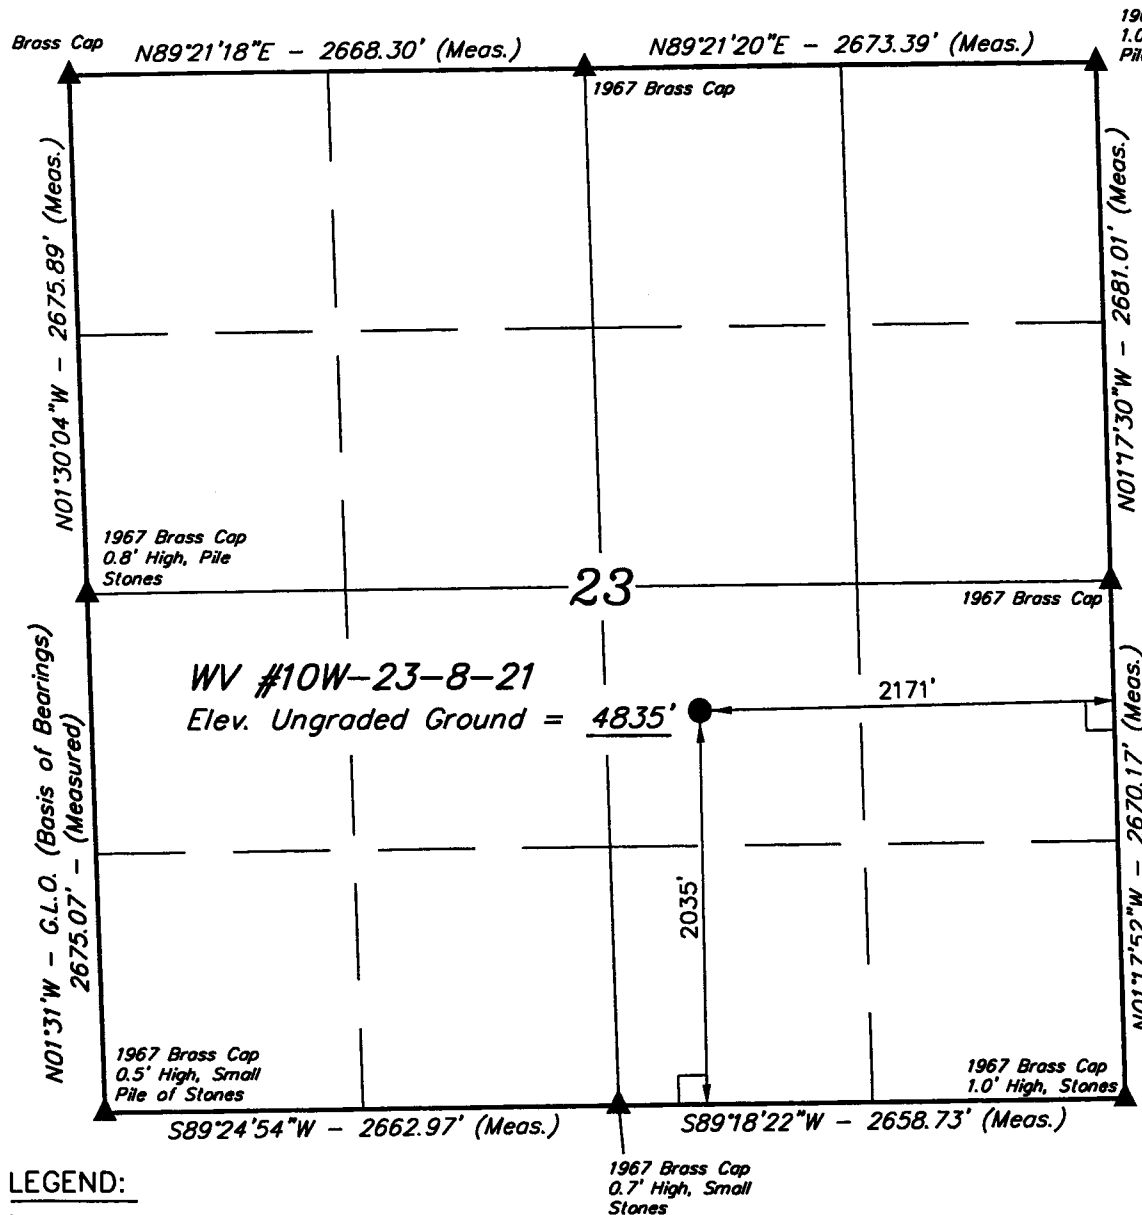 Brass Cap
N89°21'18"E - 2668.30' (Meas.)
N89°21'20"E - 2673.39' (Meas.)
1967 Brass Cap
N01°30'04"W - 2675.89' (Meas.)
N01°17'30"W - 2681.01' (Meas.)
1967 Brass Cap
0.8' High, Pile
Stones
23
1967 Brass Cap
WV #10W-23-8-21
Elev. Ungraded Ground = 4835'
2171'
2035'
N01°31'W - G.L.O. (Basis of Bearings)
2675.07' - (Measured)
N01°17'52"W - 2670.17' (Meas.)
1967 Brass Cap
0.5' High, Small
Pile of Stones
1967 Brass Cap
1.0' High, Stones
S89°24'54"W - 2662.97' (Meas.)
S89°18'22"W - 2658.73' (Meas.)
1967 Brass Cap
0.7' High, Small
Stones
LEGEND: